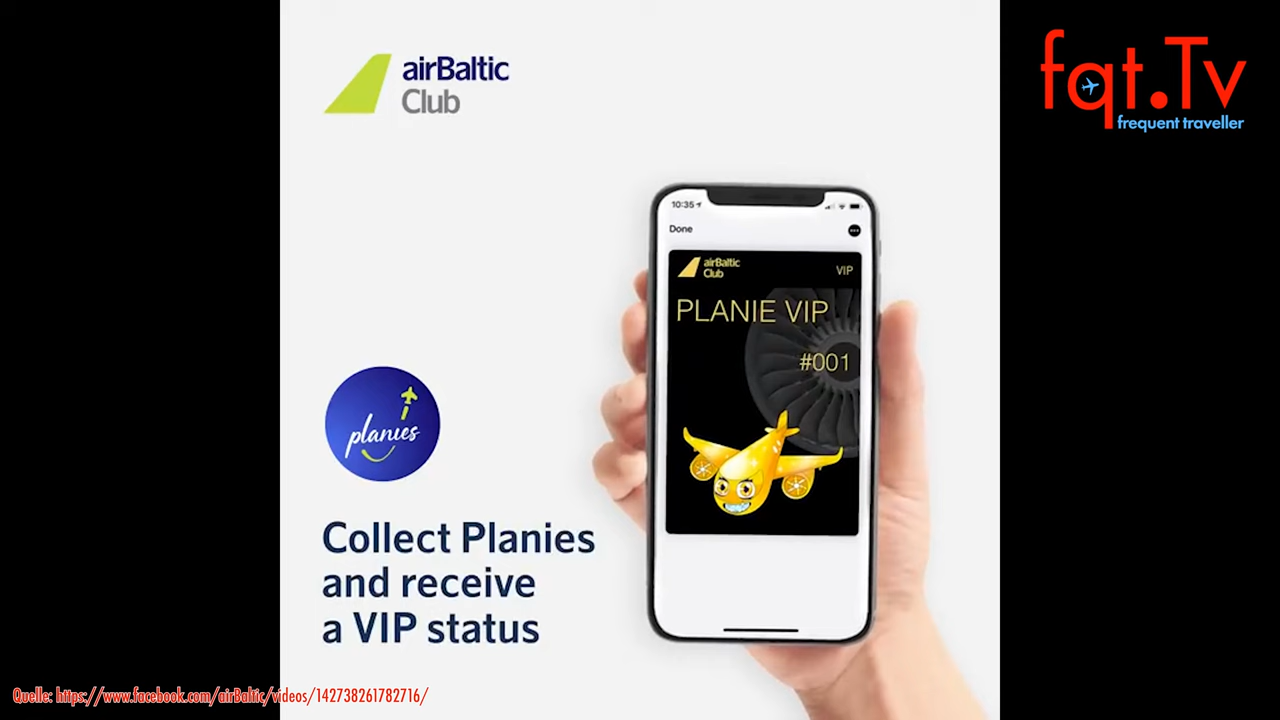 airBaltic
Club
fqt.Tv
frequent traveller
10:35
Done
airBaltic
Club
VIP
PLANIE VIP
#001
planies
Collect Planies
and receive
a VIP status
Quelle: https://www.facebook.com/airBaltic/videos/142738261782716/